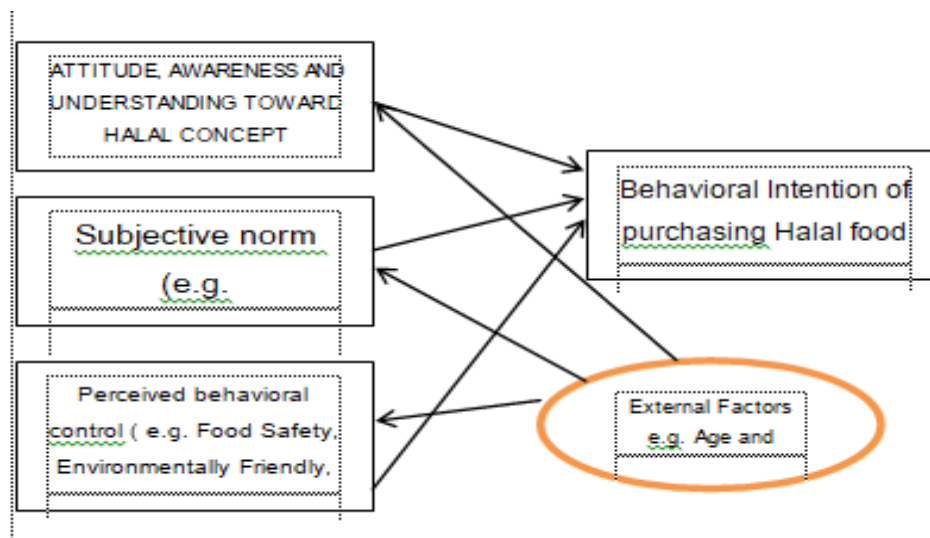 ATTITUDE, AWARENESS AND
UNDERSTANDING TOWARD
HALAL CONCEPT
Subjective norm
(e.g.
Perceived behavioral
control ( e.g. Food Safety,
Environmentally Friendly,
Behavioral Intention of
purchasing Halal food
External Factors
e.g. Age and